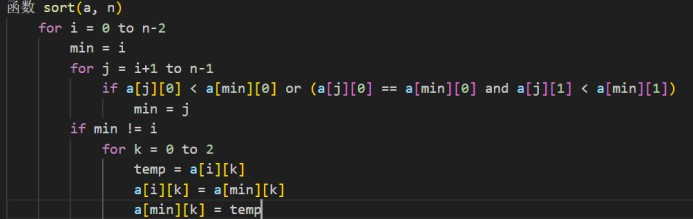 函数 sort(a, n)
    for i = 0 to n-2
        min = i
        for j = i+1 to n-1
            if a[j][0] < a[min][0] or (a[j][0] == a[min][0] and a[j][1] < a[min][1])
                min = j
        if min != i
            for k = 0 to 2
                temp = a[i][k]
                a[i][k] = a[min][k]
                a[min][k] = temp